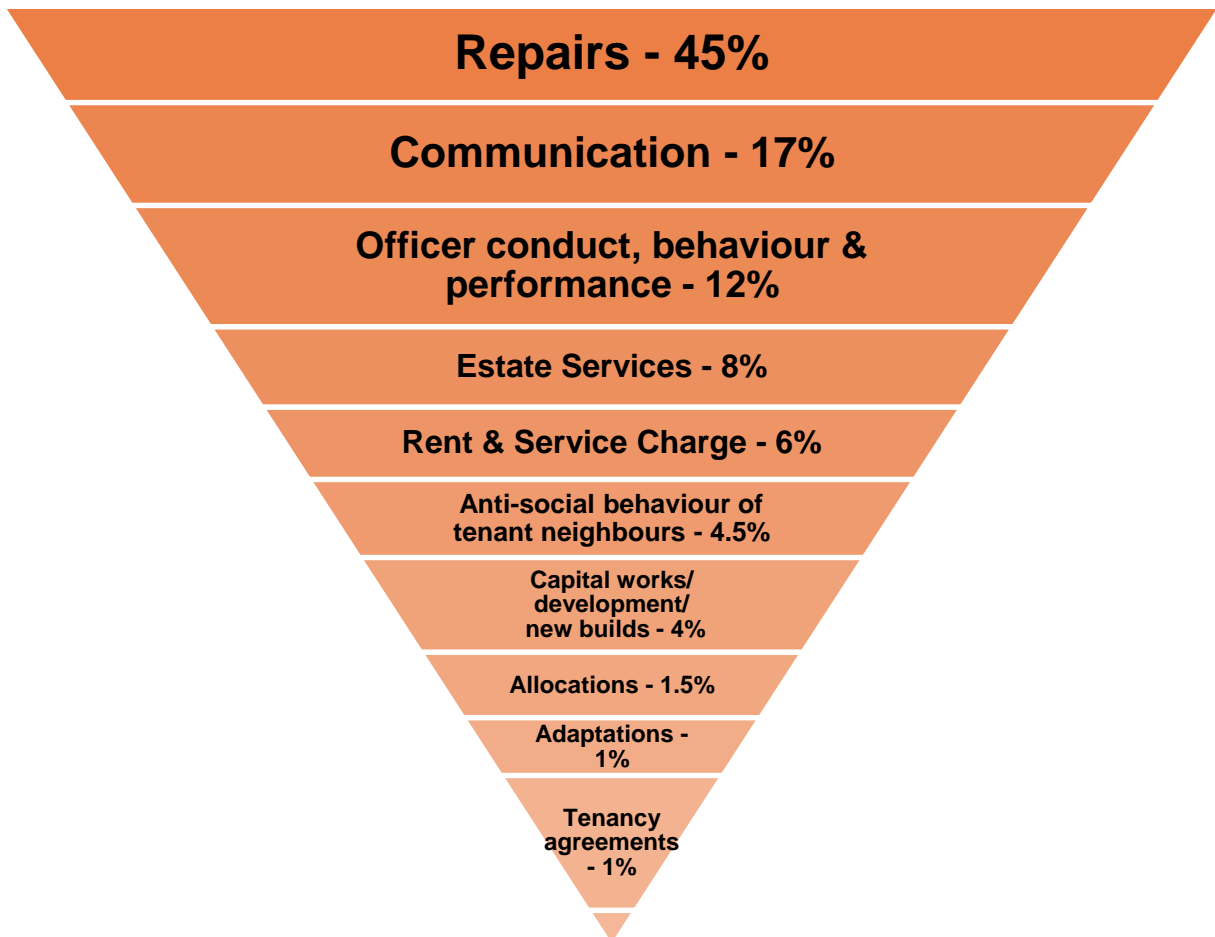 Repairs - 45%
Communication - 17%
Officer conduct, behaviour &
performance - 12%
Estate Services - 8%
Rent & Service Charge - 6%
Anti-social behaviour of
tenant neighbours - 4.5%
Capital works/
development/
new builds - 4%
Allocations - 1.5%
Adaptations -
1%
Tenancy
agreements
- 1%